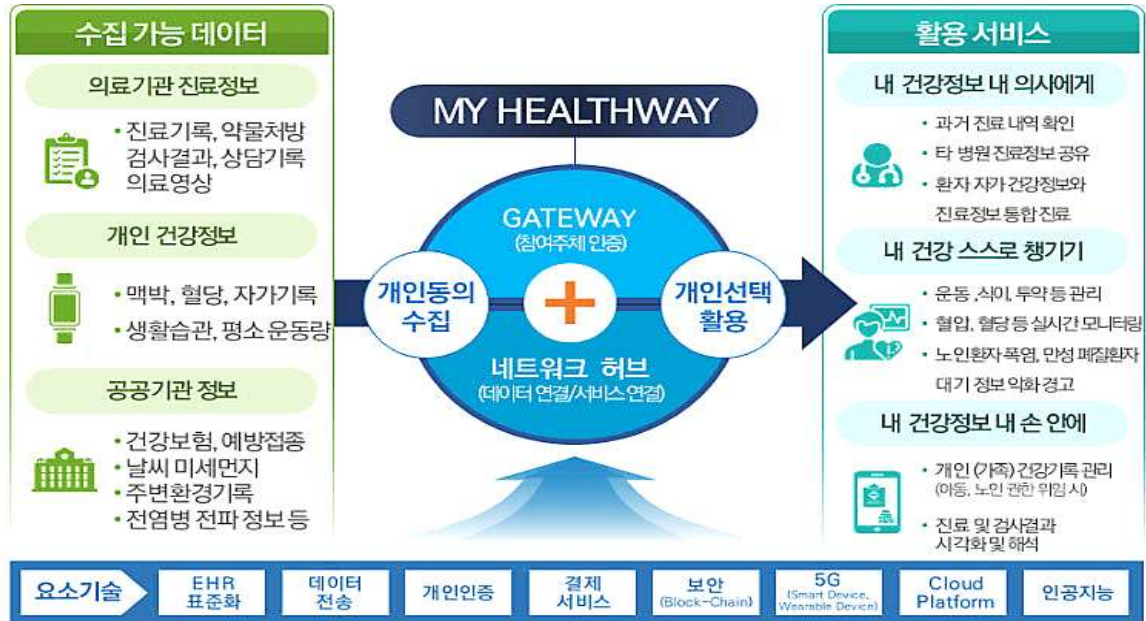 수집 가능 데이터
의료기관 진료정보
• 진료기록, 약물처방
검사결과, 상담기록
의료영상
개인 건강정보
• 맥박, 혈당, 자가기록
• 생활습관, 평소 운동량
공공기관 정보
• 건강보험, 예방접종
• 날씨 미세먼지
• 주변환경기록
• 전염병 전파 정보 등
MY HEALTHWAY
GATEWAY
(참여주체 인증)
개인동의
수집
개인선택
활용
네트워크 허브
(데이터 연결/서비스 연결)
활용 서비스
내 건강정보 내 의사에게
• 과거 진료 내역 확인
• 타 병원 진료정보 공유
• 환자 자가 건강정보와
진료정보 통합 진료
내 건강 스스로 챙기기
• 운동 ,식이, 투약 등 관리
• 혈압, 혈당 등 실시간 모니터링
• 노인환자 폭염, 만성 폐질환자
대기 정보 악화 경고
내 건강정보 내 손 안에
• 개인 (가족) 건강기록 관리
(아동, 노인 권한 위임 시)
• 진료 및 검사결과
시각화 및 해석
요소기술
EHR
표준화
데이터
전송
개인인증
결제
서비스
보안
(Block-Chain)
5G
(Smart Device,
Wearable Device)
Cloud
Platform
인공지능